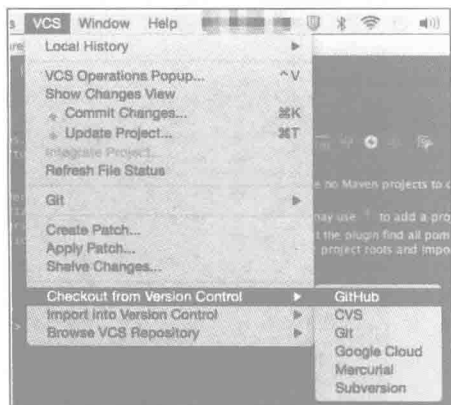 s VCS Window Help
Local History
VCS Operations Popup... ^V
Show Changes View
Commit Changes... ⌘K
Update Project... ⌘T
Integrate Project...
Refresh File Status
Git
Create Patch...
Apply Patch...
Shelve Changes...
Checkout from Version Control
Import into Version Control
Browse VCS Repository
GitHub
CVS
Git
Google Cloud
Mercurial
Subversion
e no Maven projects to
may use to add a pro
t the plugin find all pom
project roots and impo